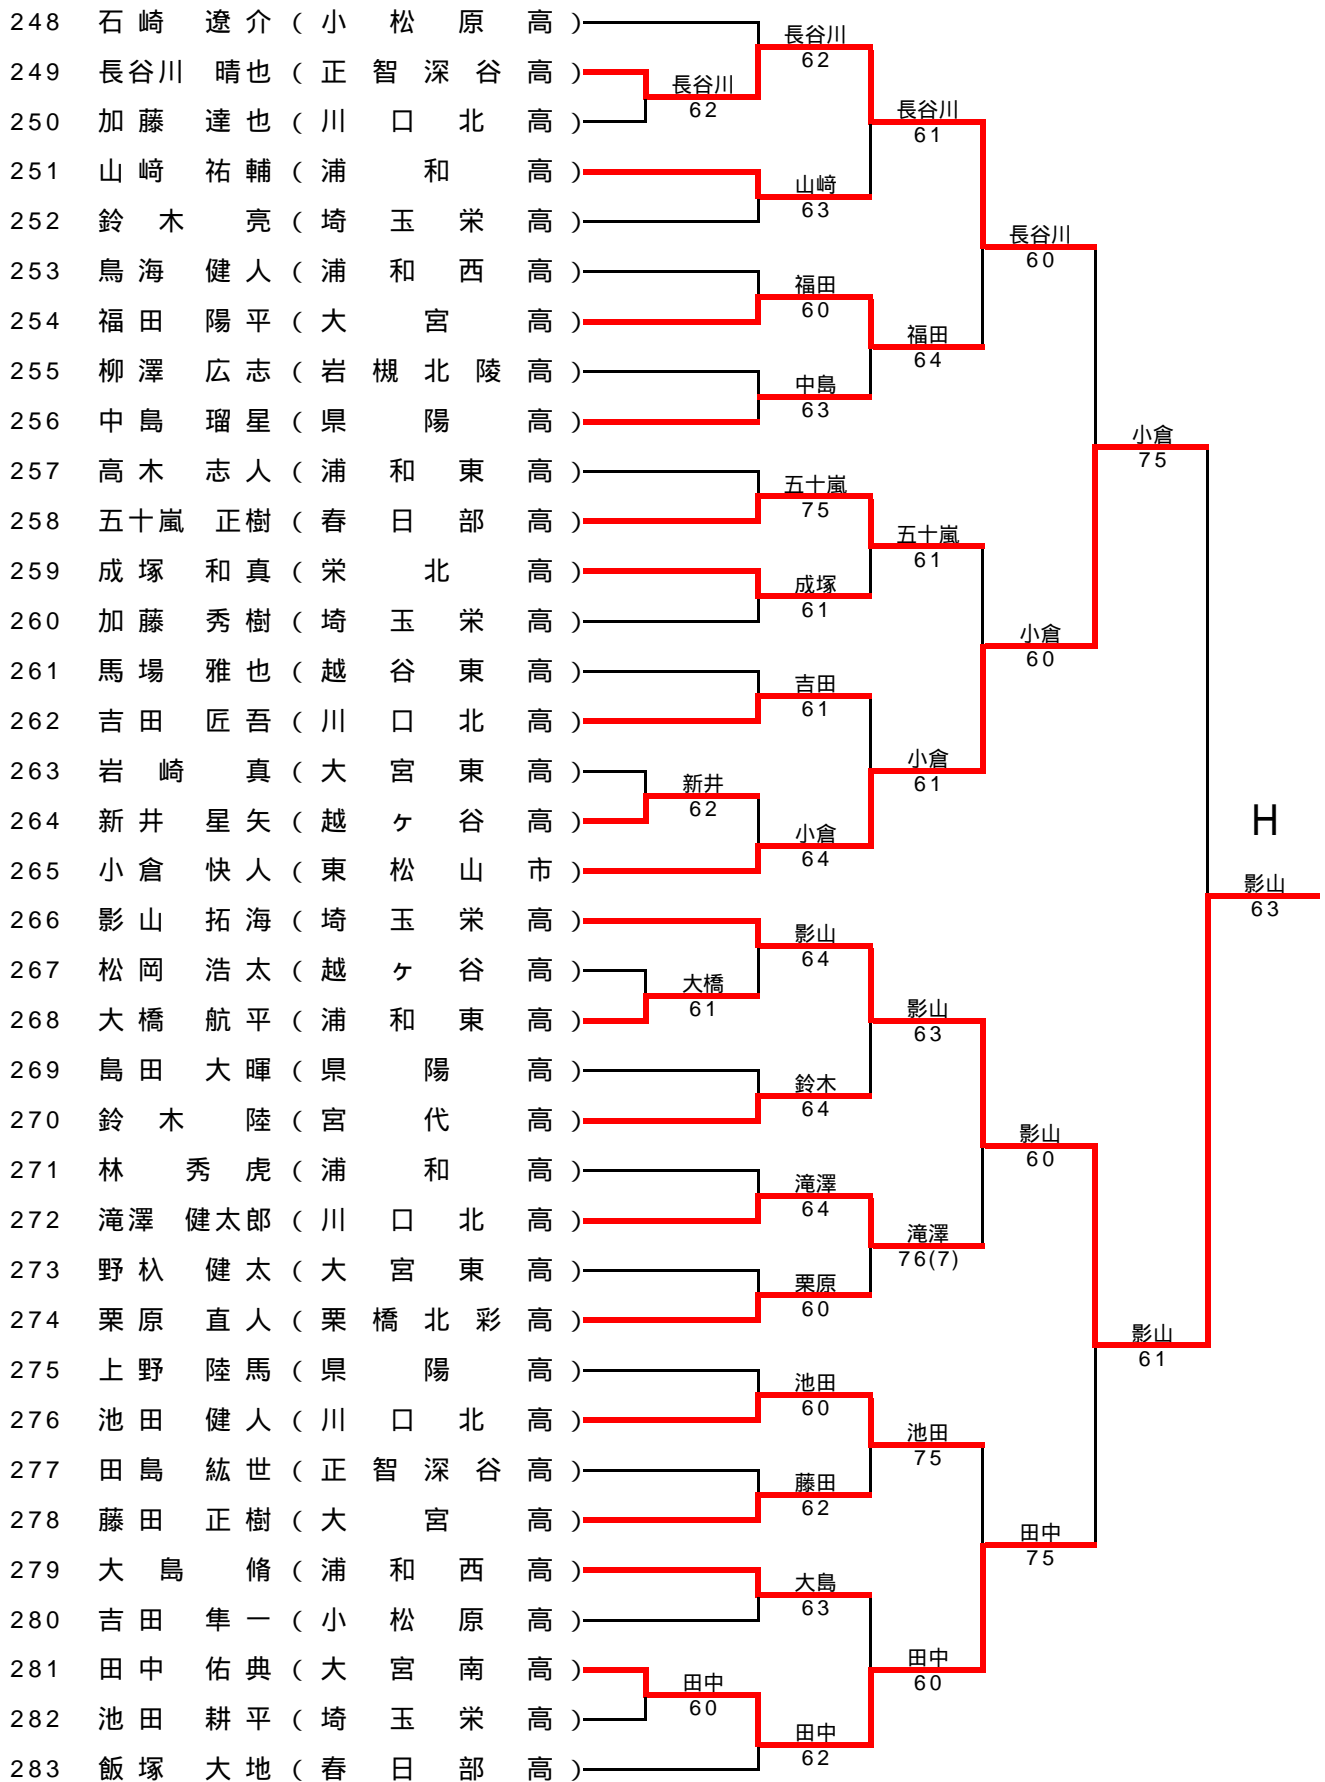 248 石崎 遼介 (小松原高)
249 長谷川 晴也 (正智深谷高)
250 加藤 達也 (川口北高)
251 山﨑 祐輔 (浦和高)
252 鈴木 亮 (埼玉栄高)
253 鳥海 健人 (浦和西高)
254 福田 陽平 (大宮高)
255 柳澤 広志 (岩槻北陵高)
256 中島 瑠星 (県陽高)
257 高木 志人 (浦和東高)
258 五十嵐 正樹 (春日部高)
259 成塚 和真 (栄北高)
260 加藤 秀樹 (埼玉栄高)
261 馬場 雅也 (越谷東高)
262 吉田 匠吾 (川口北高)
263 岩崎 真 (大宮東高)
264 新井 星矢 (越ヶ谷高)
265 小倉 快人 (東松山市)
266 影山 拓海 (埼玉栄高)
267 松岡 浩太 (越ヶ谷高)
268 大橋 航平 (浦和東高)
269 島田 大暉 (県陽高)
270 鈴木 陸 (宮代高)
271 林 秀虎 (浦和高)
272 滝澤 健太郎 (川口北高)
273 野杁 健太 (大宮東高)
274 栗原 直人 (栗橋北彩高)
275 上野 陸馬 (県陽高)
276 池田 健人 (川口北高)
277 田島 紘世 (正智深谷高)
278 藤田 正樹 (大宮高)
279 大島 脩 (浦和西高)
280 吉田 隼一 (小松原高)
281 田中 佑典 (大宮南高)
282 池田 耕平 (埼玉栄高)
283 飯塚 大地 (春日部高)
長谷川
62
新井
62
大橋
61
田中
60
長谷川
62
山﨑
63
福田
60
中島
63
五十嵐
75
成塚
61
吉田
61
小倉
64
影山
64
鈴木
64
滝澤
64
栗原
60
池田
60
藤田
62
大島
63
田中
62
長谷川
61
福田
64
五十嵐
61
小倉
61
影山
63
滝澤
76(7)
池田
75
田中
60
長谷川
60
小倉
60
影山
60
田中
75
小倉
75
影山
61
H
影山
63